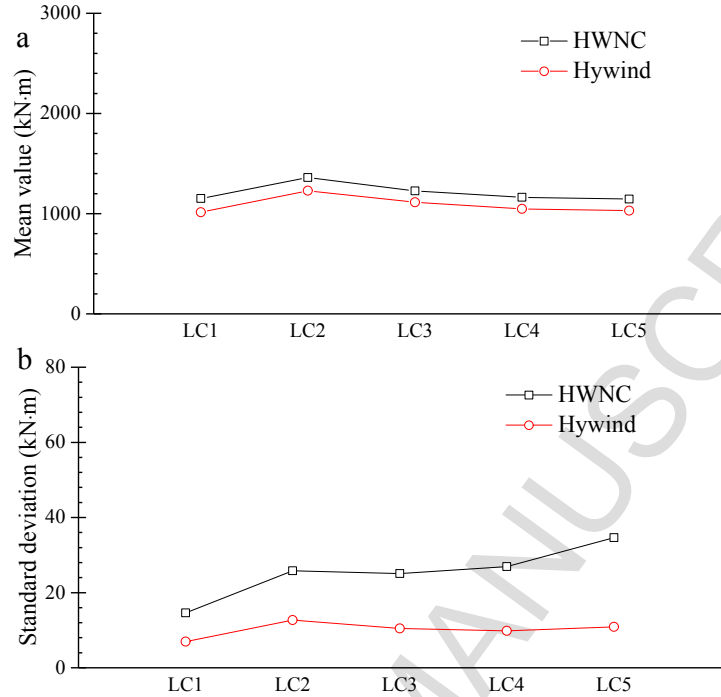 a
3000
2000
1000
0
Mean value (kN·m)
HWNC
Hywind
LC1 LC2 LC3 LC4 LC5
b
80
60
40
20
0
Standard deviation (kN·m)
HWNC
Hywind
LC1 LC2 LC3 LC4 LC5
MANUSCR